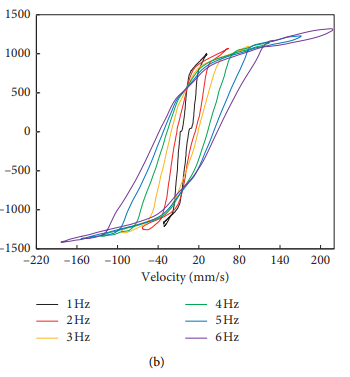 1500
1000
500
0
−500
−1000
−1500
−220 −160 −100 −40 20 80 140 200
Velocity (mm/s)
1 Hz 4 Hz
2 Hz 5 Hz
3 Hz 6 Hz
(b)